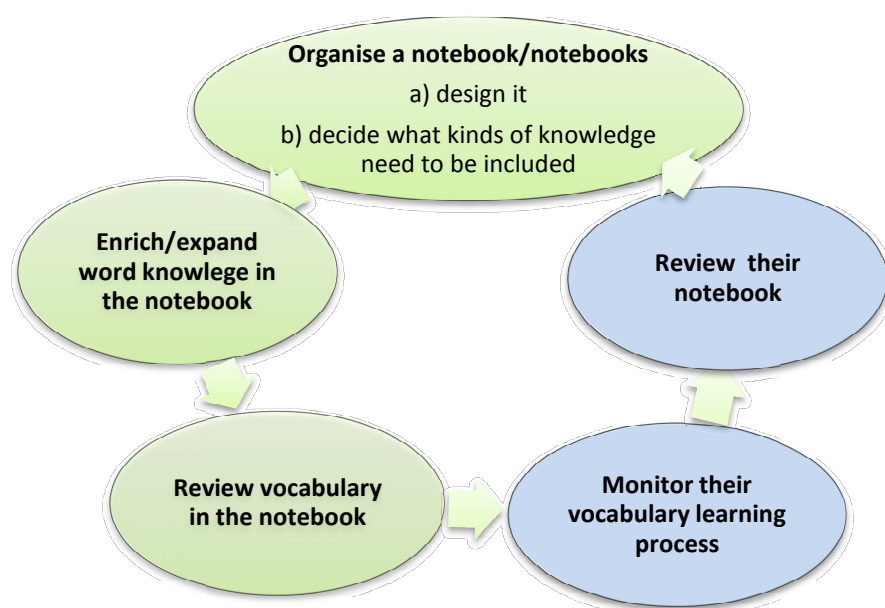 Organise a notebook/notebooks
a) design it
b) decide what kinds of knowledge
need to be included
Enrich/expand
word knowlege in
the notebook
Review vocabulary
in the notebook
Monitor their
vocabulary learning
process
Review their
notebook